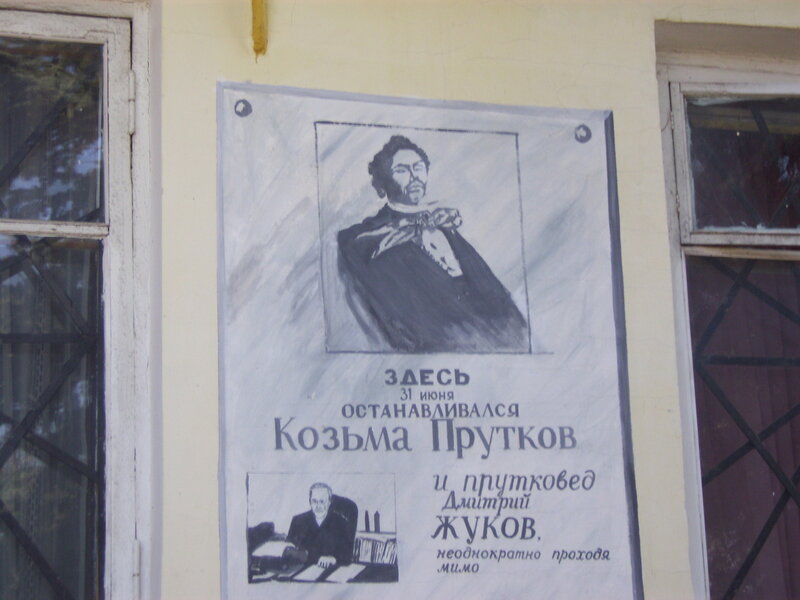 ЗДЕСЬ
31 июня
ОСТАНАВЛИВАЛСЯ
Козьма Прутков
и прутковед
Дмитрий
ЖУКОВ,
неоднократно проходя
мимо